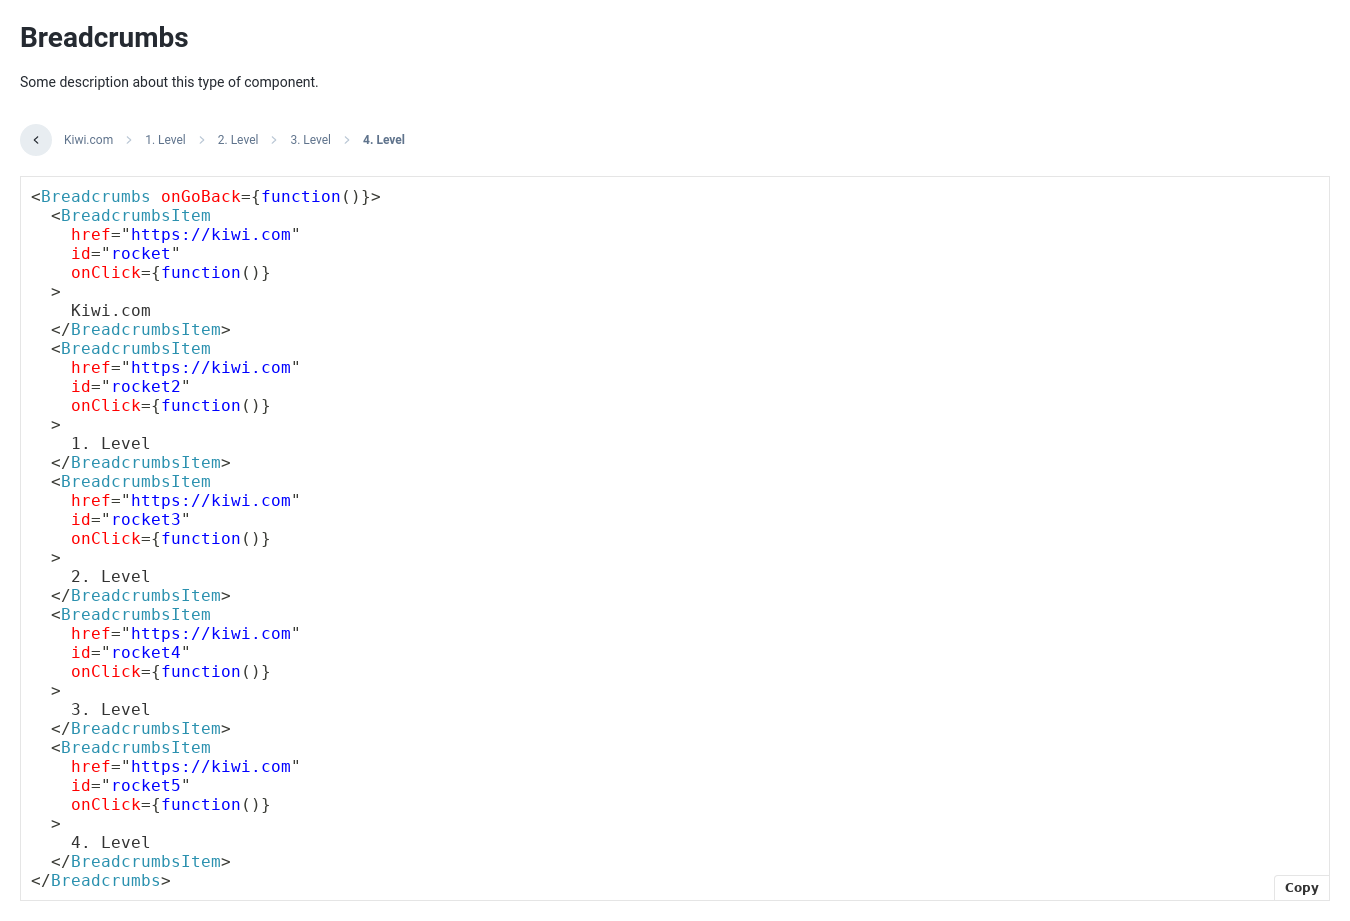 Breadcrumbs
Some description about this type of component.
Kiwi.com 1. Level 2. Level 3. Level 4. Level
<Breadcrumbs onGoBack={function()}>
  <BreadcrumbsItem
    href="https://kiwi.com"
    id="rocket"
    onClick={function()}
  >
    Kiwi.com
  </BreadcrumbsItem>
  <BreadcrumbsItem
    href="https://kiwi.com"
    id="rocket2"
    onClick={function()}
  >
    1. Level
  </BreadcrumbsItem>
  <BreadcrumbsItem
    href="https://kiwi.com"
    id="rocket3"
    onClick={function()}
  >
    2. Level
  </BreadcrumbsItem>
  <BreadcrumbsItem
    href="https://kiwi.com"
    id="rocket4"
    onClick={function()}
  >
    3. Level
  </BreadcrumbsItem>
  <BreadcrumbsItem
    href="https://kiwi.com"
    id="rocket5"
    onClick={function()}
  >
    4. Level
  </BreadcrumbsItem>
</Breadcrumbs>
Copy